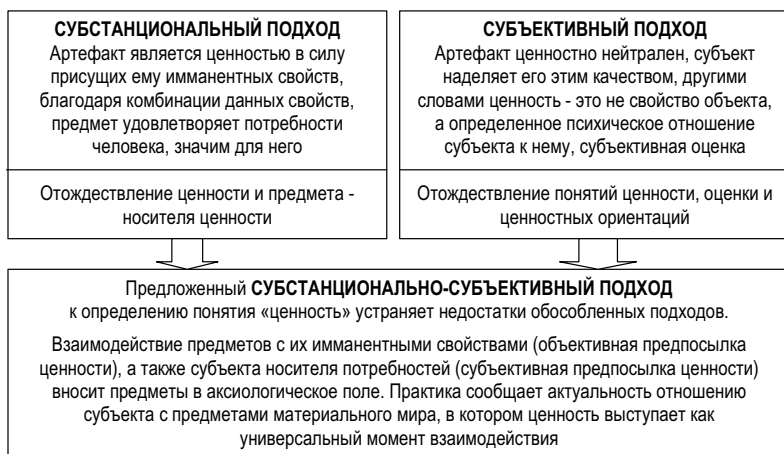 СУБСТАНЦИОНАЛЬНЫЙ ПОДХОД
Артефакт является ценностью в силу
присущих ему имманентных свойств,
благодаря комбинации данных свойств,
предмет удовлетворяет потребности
человека, значим для него
Отождествление ценности и предмета -
носителя ценности
СУБЪЕКТИВНЫЙ ПОДХОД
Артефакт ценностно нейтрален, субъект
наделяет его этим качеством, другими
словами ценность - это не свойство объекта,
а определенное психическое отношение
субъекта к нему, субъективная оценка
Отождествление понятий ценности, оценки и
ценностных ориентаций
Предложенный СУБСТАНЦИОНАЛЬНО-СУБЪЕКТИВНЫЙ ПОДХОД
к определению понятия «ценность» устраняет недостатки обособленных подходов.
Взаимодействие предметов с их имманентными свойствами (объективная предпосылка
ценности), а также субъекта носителя потребностей (субъективная предпосылка ценности)
вносит предметы в аксиологическое поле. Практика сообщает актуальность отношению
субъекта с предметами материального мира, в котором ценность выступает как
универсальный момент взаимодействия